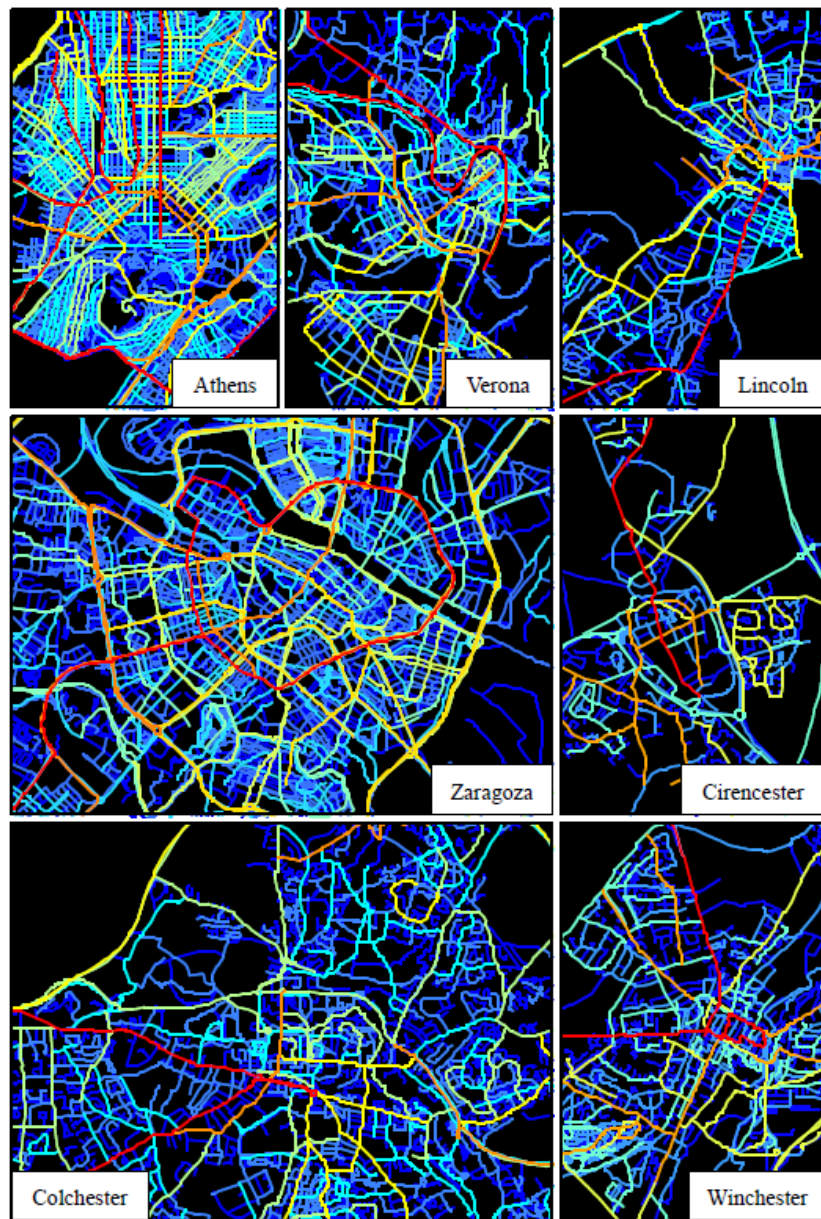 Athens
Verona
Lincoln
Zaragoza
Cirencester
Colchester
Winchester